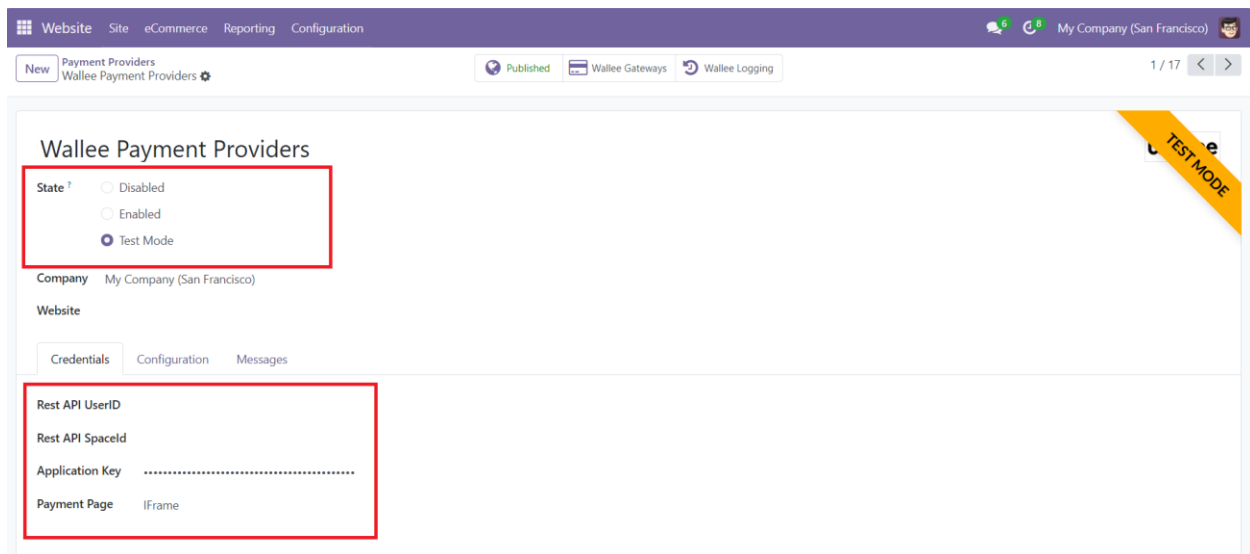 Website Site eCommerce Reporting Configuration 6 8 My Company (San Francisco)
New Payment Providers Published Wallee Gateways Wallee Logging 1 / 17
Wallee Payment Providers
Wallee Payment Providers
TEST MODE
State ? Disabled
Enabled
Test Mode
Company My Company (San Francisco)
Website
Credentials Configuration Messages
Rest API UserID
Rest API SpaceId
Application Key ••••••••••••••••••••••••••••••••••••••••••••
Payment Page IFrame